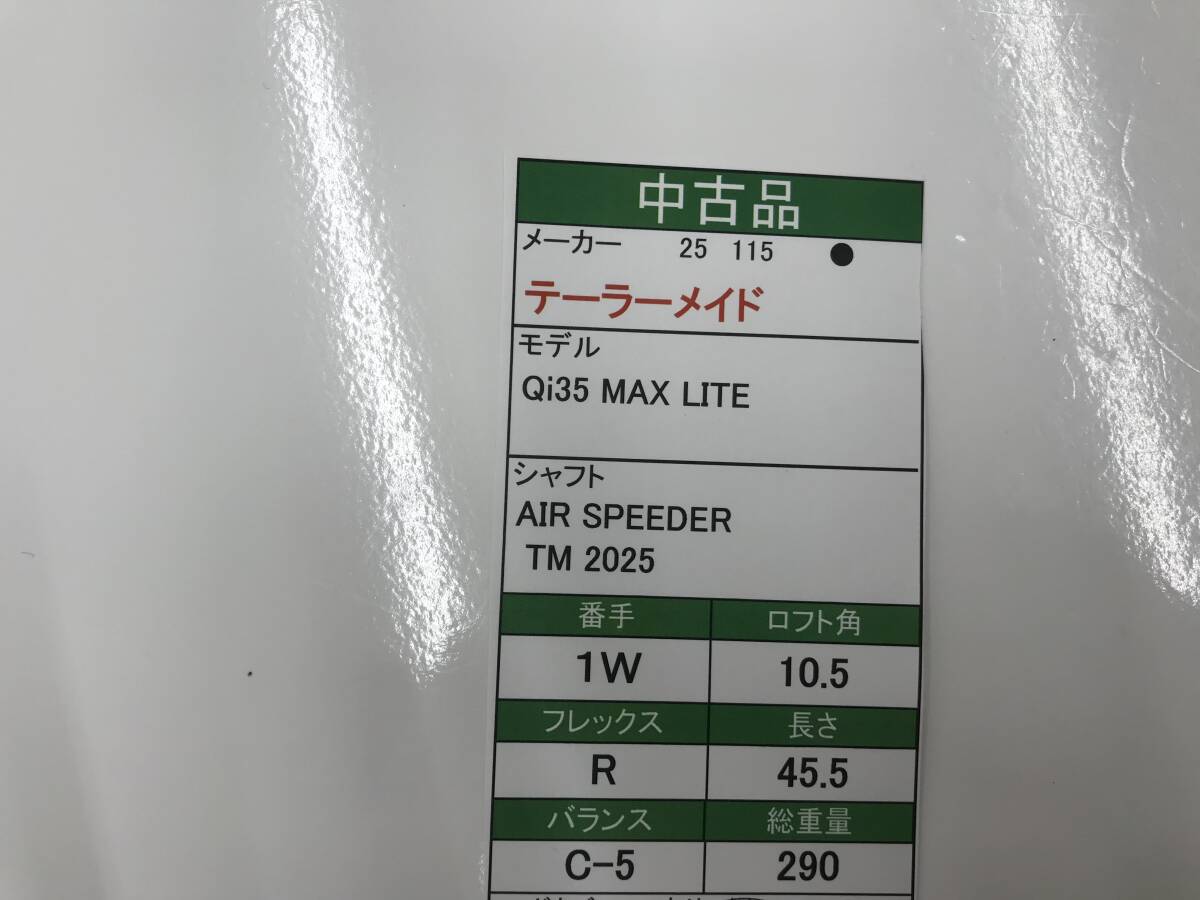 中古品
メーカー 25 115 ●
テーラーメイド
モデル
Qi35 MAX LITE
シャフト
AIR SPEEDER
TM 2025
番手 ロフト角
1W 10.5
フレックス 長さ
R 45.5
バランス 総重量
C-5 290